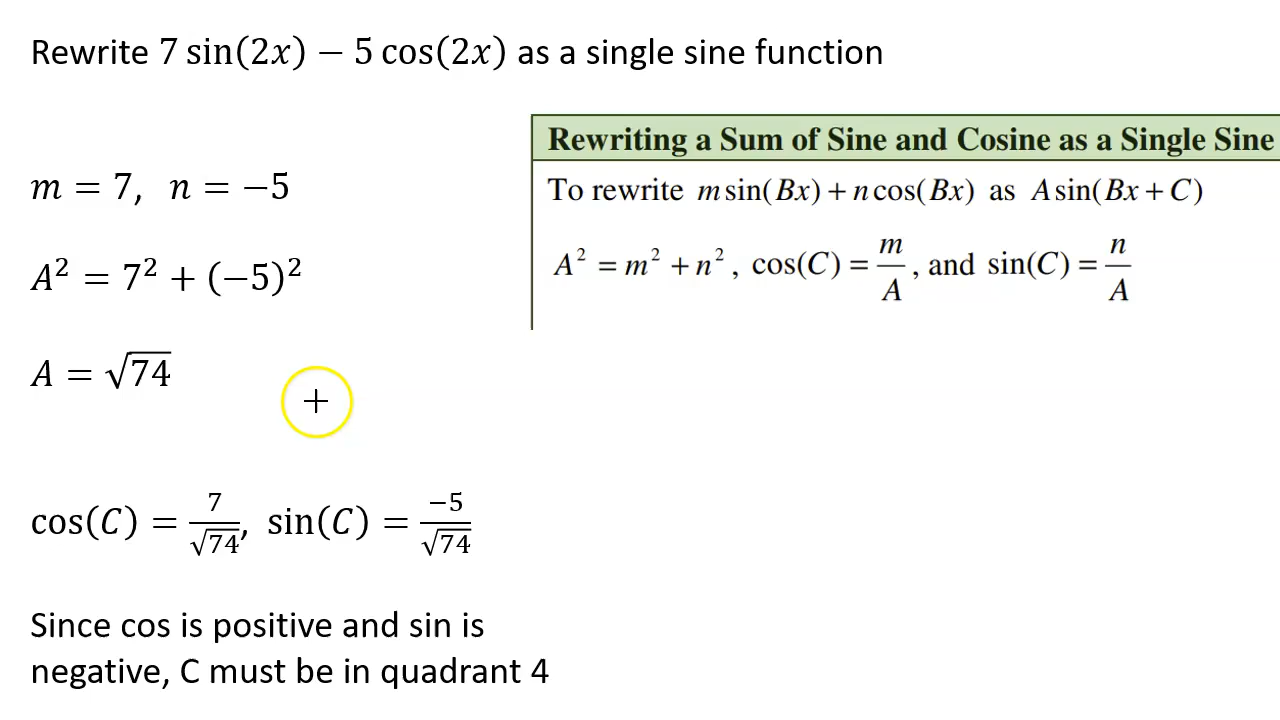 Rewrite 7 sin(2x) − 5 cos(2x) as a single sine function
Rewriting a Sum of Sine and Cosine as a Single Sine
To rewrite m sin(Bx) + n cos(Bx) as A sin(Bx + C)
A² = m² + n², cos(C) = m/A, and sin(C) = n/A
m = 7, n = −5
A² = 7² + (−5)²
A = √74
cos(C) = 7/√74, sin(C) = −5/√74
Since cos is positive and sin is
negative, C must be in quadrant 4